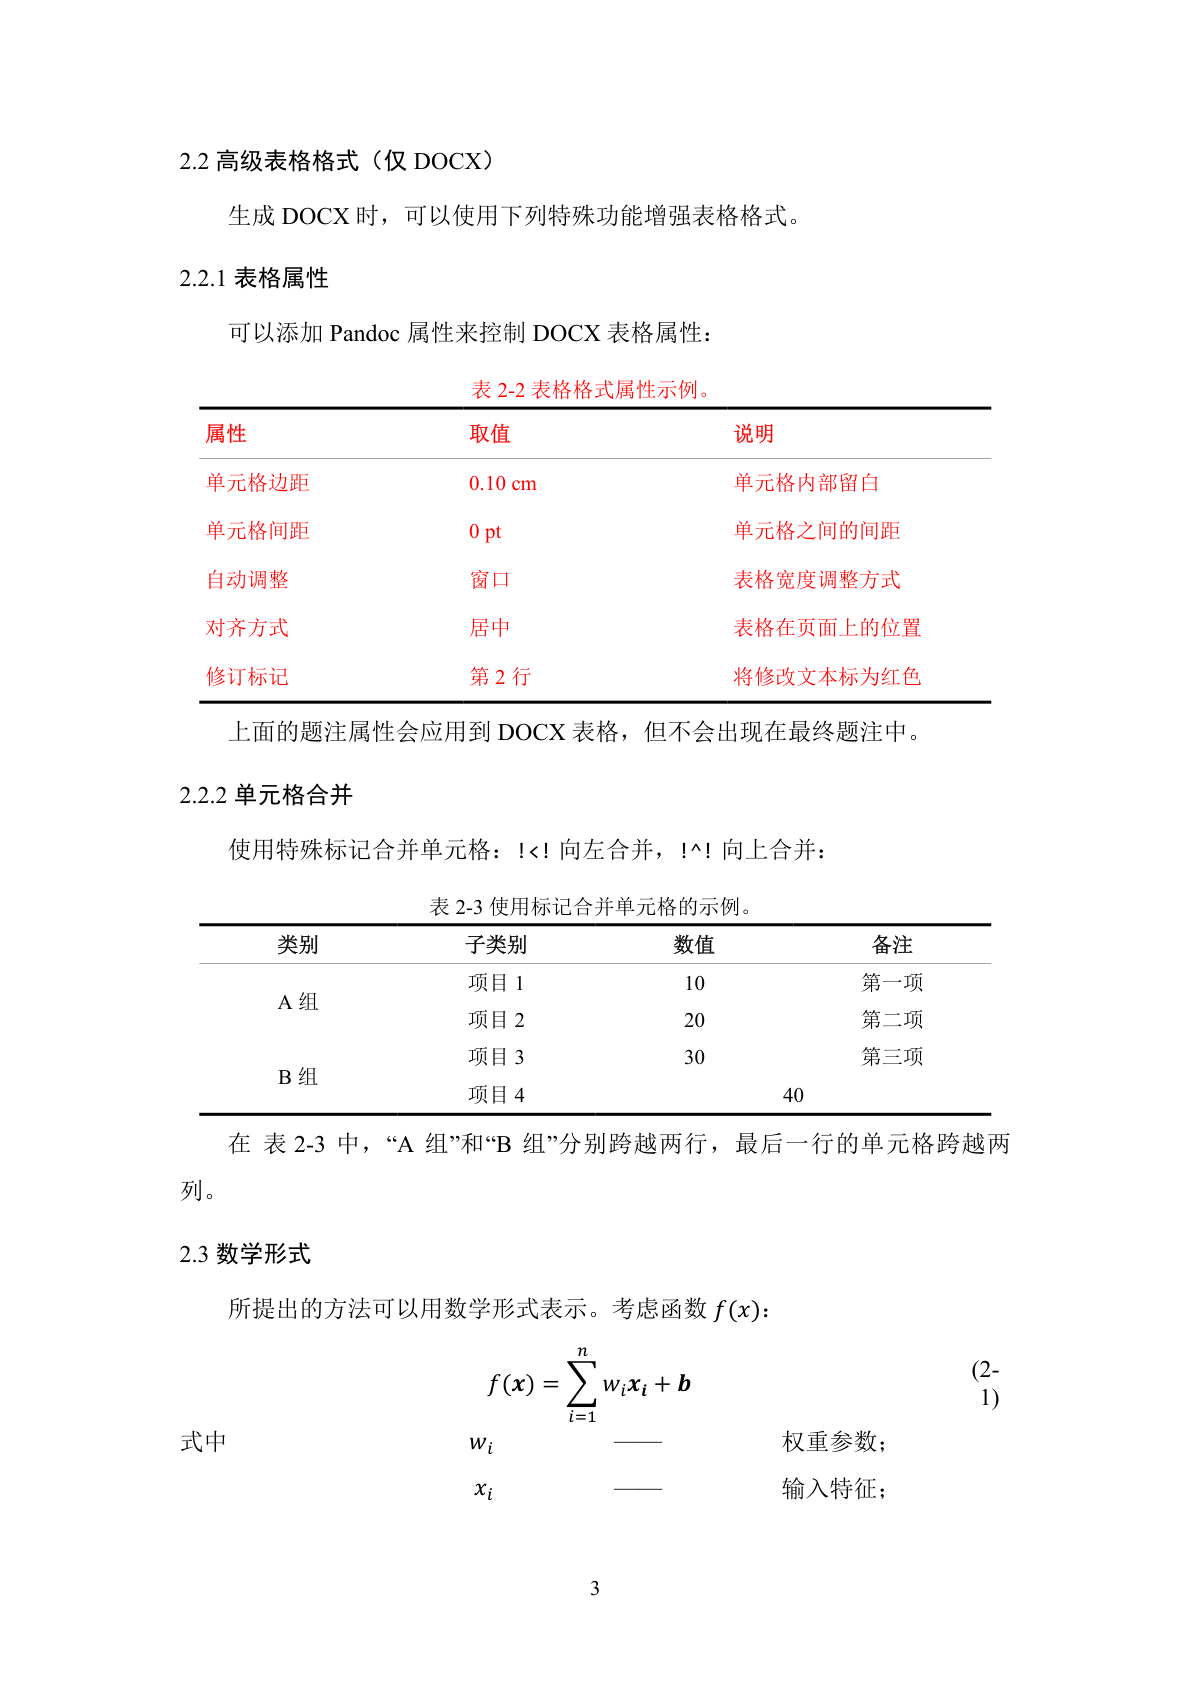 2.2 高级表格格式（仅 DOCX）
生成 DOCX 时，可以使用下列特殊功能增强表格格式。
2.2.1 表格属性
可以添加 Pandoc 属性来控制 DOCX 表格属性：
表 2-2 表格格式属性示例。
属性 取值 说明
单元格边距 0.10 cm 单元格内部留白
单元格间距 0 pt 单元格之间的间距
自动调整 窗口 表格宽度调整方式
对齐方式 居中 表格在页面上的位置
修订标记 第 2 行 将修改文本标为红色
上面的题注属性会应用到 DOCX 表格，但不会出现在最终题注中。
2.2.2 单元格合并
使用特殊标记合并单元格：!<! 向左合并，!^! 向上合并：
表 2-3 使用标记合并单元格的示例。
类别 子类别 数值 备注
A 组 项目 1 10 第一项
项目 2 20 第二项
B 组 项目 3 30 第三项
项目 4 40
在 表 2-3 中，“A 组”和“B 组”分别跨越两行，最后一行的单元格跨越两
列。
2.3 数学形式
所提出的方法可以用数学形式表示。考虑函数 f(x)：
f(x) = ∑_{i=1}^{n} w_i x_i + b (2-1)
式中 w_i —— 权重参数；
x_i —— 输入特征；
3